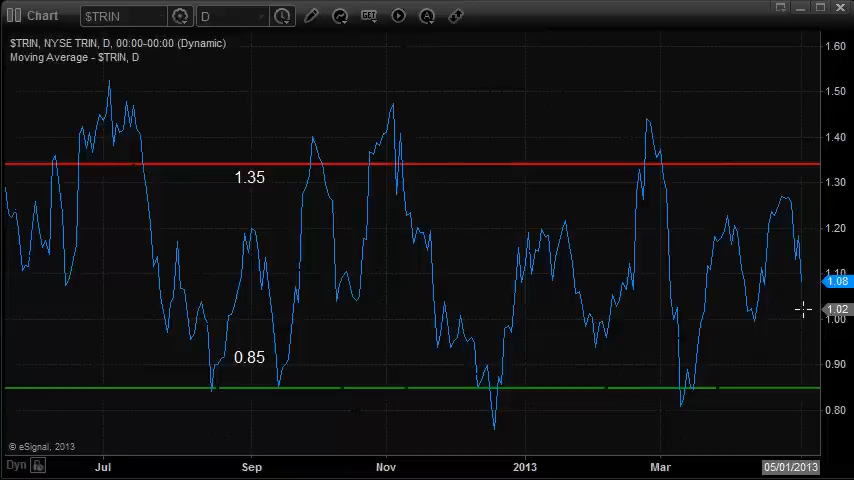 Chart
$TRIN
D
GET
A
$TRIN, NYSE TRIN, D, 00:00-00:00 (Dynamic)
Moving Average - $TRIN, D
1.60
1.50
1.40
1.35
1.30
1.20
1.10
1.08
1.02
1.00
0.85
0.90
0.80
© eSignal, 2013
Dyn
Jul
Sep
Nov
2013
Mar
05/01/2013